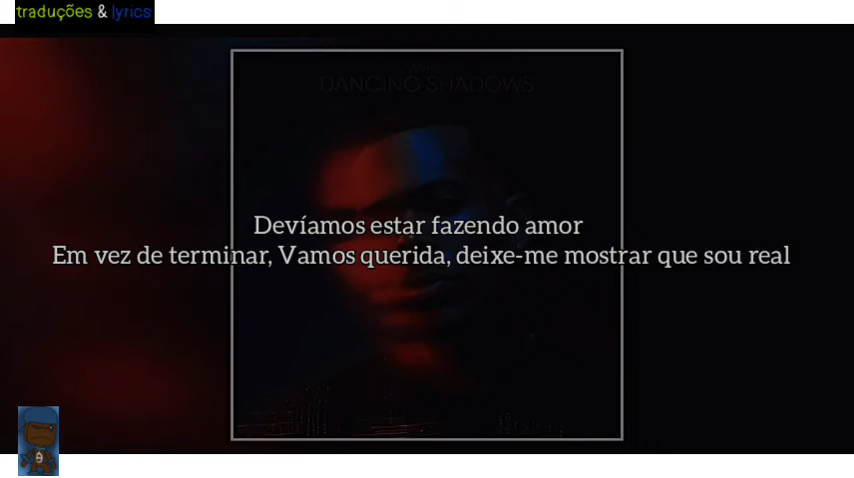 traduções & lyrics
DANCING SHADOWS
Devíamos estar fazendo amor
Em vez de terminar, Vamos querida, deixe-me mostrar que sou real